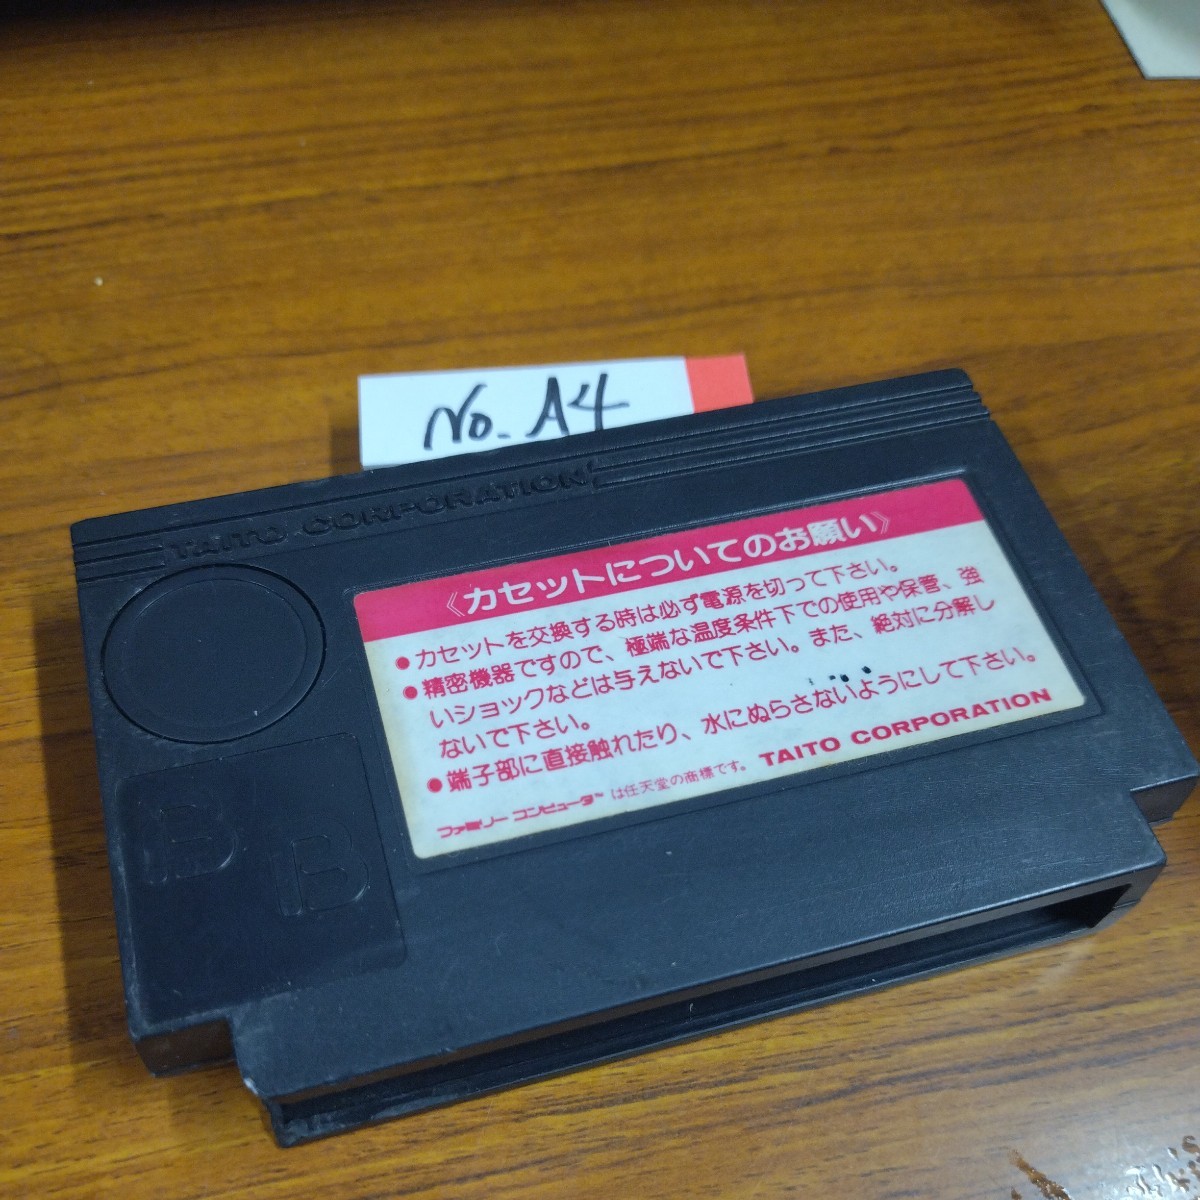 No. A4
TAITO CORPORATION
《カセットについてのお願い》
●カセットを交換する時は必ず電源を切って下さい。
●精密機器ですので、極端な温度条件下での使用や保管、強
いショックなどは与えないで下さい。また、絶対に分解し
ないで下さい。
●端子部に直接触れたり、水にぬらさないようにして下さい。
ファミリー コンピュータ™ は任天堂の商標です。 TAITO CORPORATION
B
B